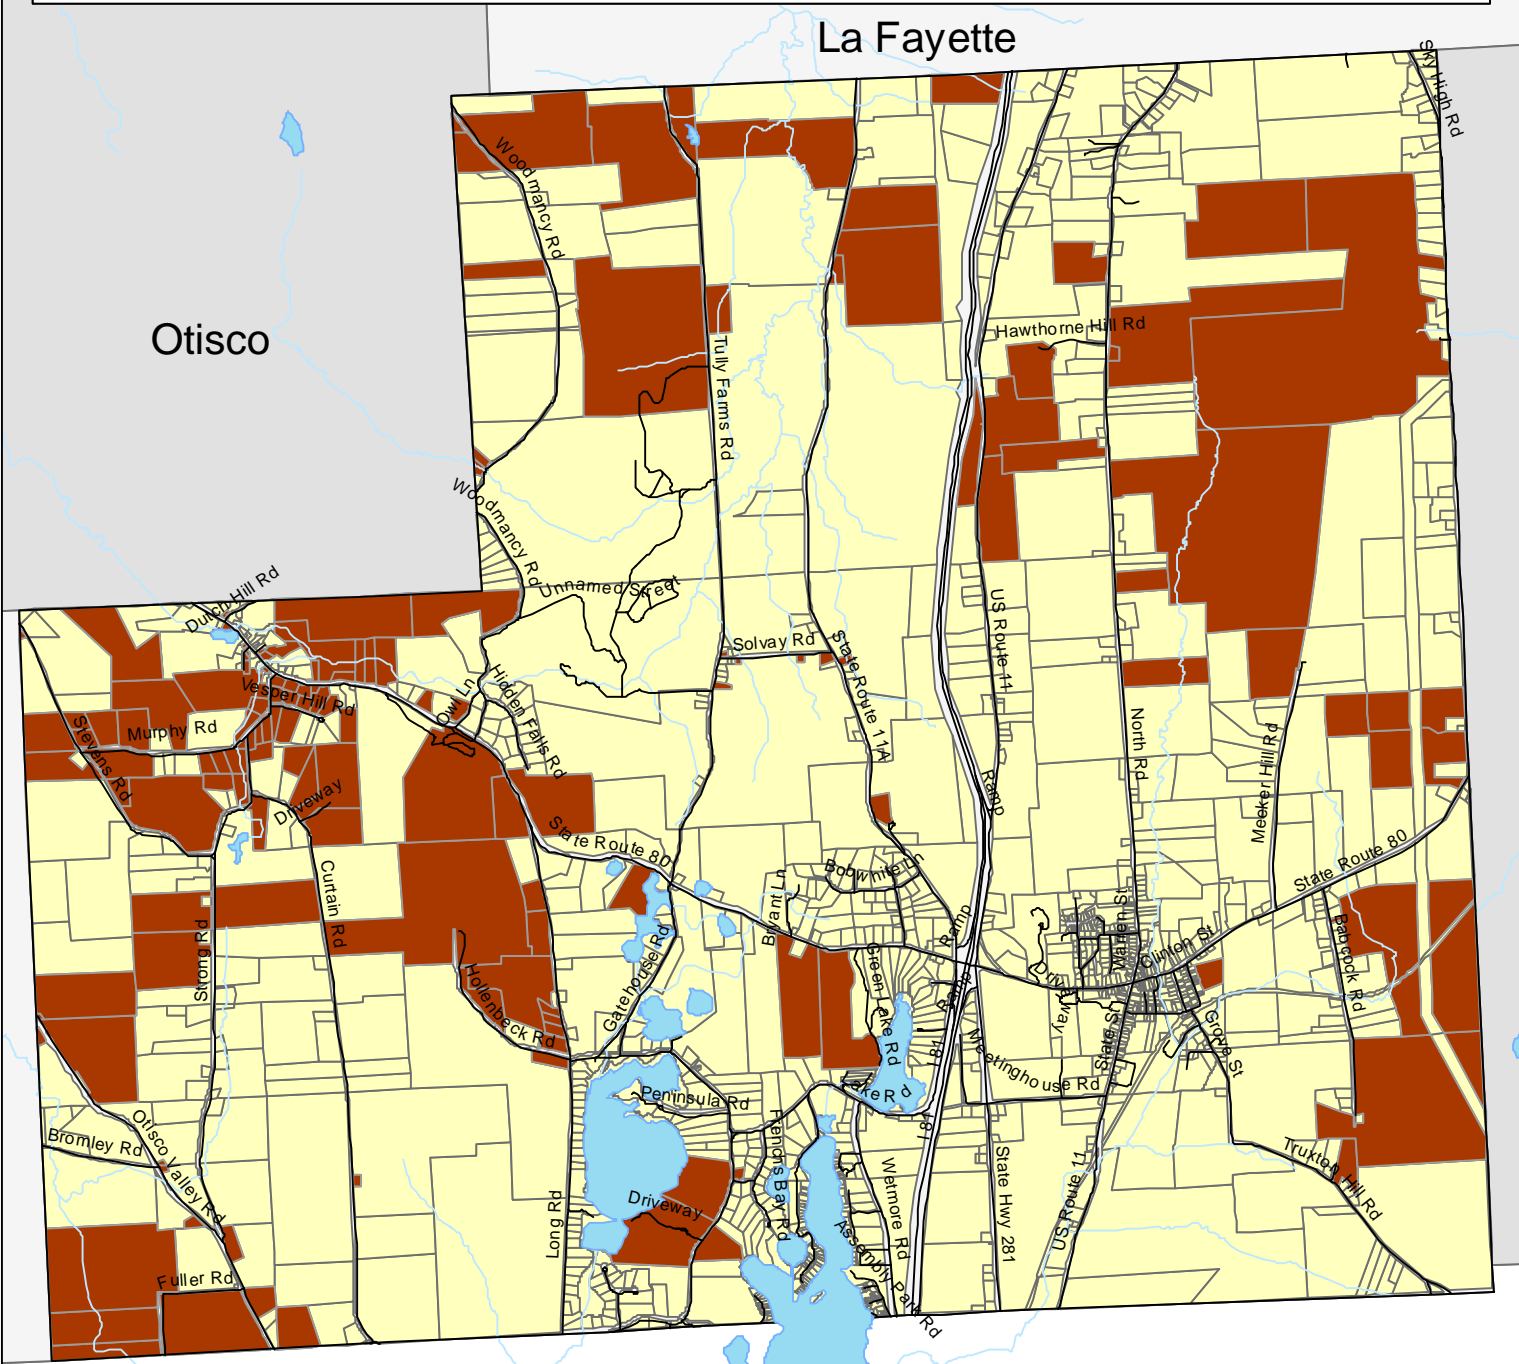 La Fayette
Sky High Rd
Woodmancy Rd
Otisco
Hawthorne Hill Rd
Tully Farms Rd
Woodmancy Rd
Unnamed Street
Dutch Hill Rd
US Route 11
Solvay Rd
State Route 11A
Hidden Falls Rd
Owl Ln
Vesper Hill Rd
Murphy Rd
Stevens Rd
North Rd
Meeker Hill Rd
Ramp
Driveway
State Route 80
State Route 80
Bobwhite Ln
Curtain Rd
Bryant Ln
Warren St
Ramp
Strong Rd
Clinton St
Babcock Rd
Gatehouse Rd
Green Lake Rd
Hollenbeck Rd
Driveway
Ramp
State St
Grove St
I 81
Meetinghouse Rd
Lake Rd
Peninsula Rd
I 81
Otisco Valley Rd
Bromley Rd
Frenchs Bay Rd
Truxton Hill Rd
Wetmore Rd
State Hwy 281
US Route 11
Driveway
Long Rd
Assembly Park Rd
Fuller Rd